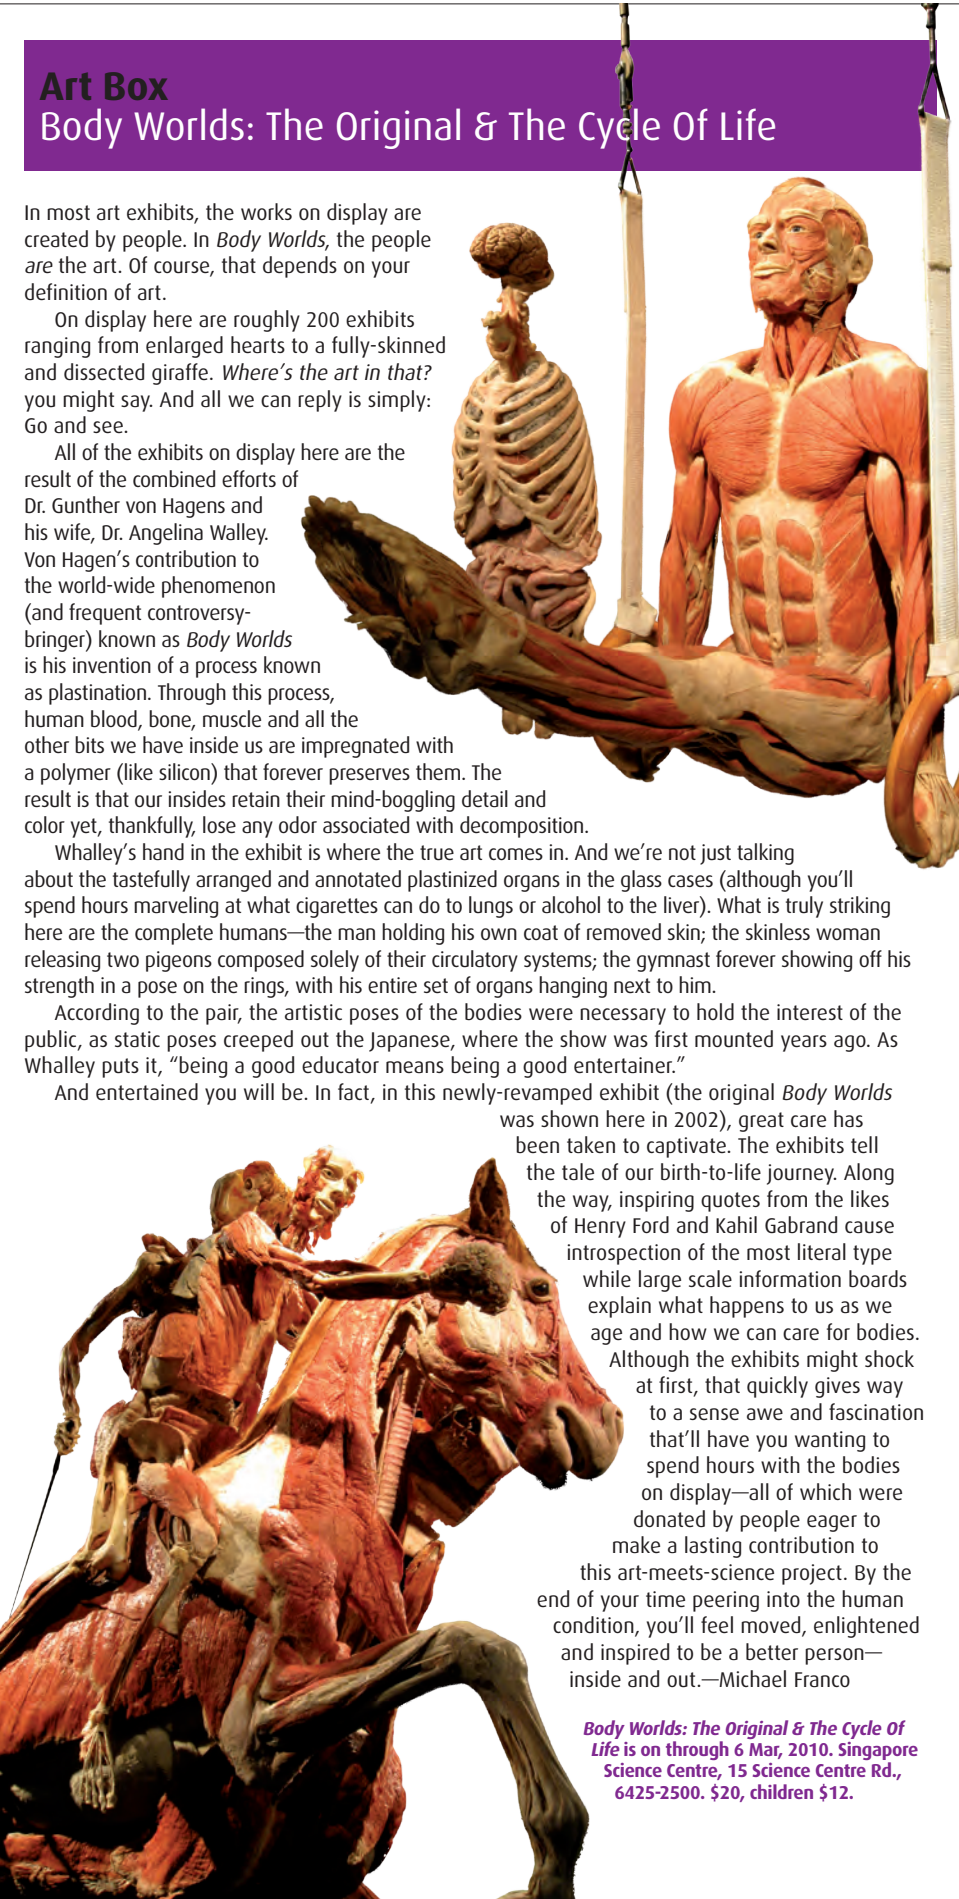 Art Box
Body Worlds: The Original & The Cycle Of Life
In most art exhibits, the works on display are
created by people. In Body Worlds, the people
are the art. Of course, that depends on your
definition of art.
On display here are roughly 200 exhibits
ranging from enlarged hearts to a fully-skinned
and dissected giraffe. Where's the art in that?
you might say. And all we can reply is simply:
Go and see.
All of the exhibits on display here are the
result of the combined efforts of
Dr. Gunther von Hagens and
his wife, Dr. Angelina Walley.
Von Hagen's contribution to
the world-wide phenomenon
(and frequent controversy-
bringer) known as Body Worlds
is his invention of a process known
as plastination. Through this process,
human blood, bone, muscle and all the
other bits we have inside us are impregnated with
a polymer (like silicon) that forever preserves them. The
result is that our insides retain their mind-boggling detail and
color yet, thankfully, lose any odor associated with decomposition.
Whalley's hand in the exhibit is where the true art comes in. And we're not just talking
about the tastefully arranged and annotated plastinized organs in the glass cases (although you'll
spend hours marveling at what cigarettes can do to lungs or alcohol to the liver). What is truly striking
here are the complete humans—the man holding his own coat of removed skin; the skinless woman
releasing two pigeons composed solely of their circulatory systems; the gymnast forever showing off his
strength in a pose on the rings, with his entire set of organs hanging next to him.
According to the pair, the artistic poses of the bodies were necessary to hold the interest of the
public, as static poses creeped out the Japanese, where the show was first mounted years ago. As
Whalley puts it, “being a good educator means being a good entertainer.”
And entertained you will be. In fact, in this newly-revamped exhibit (the original Body Worlds
was shown here in 2002), great care has
been taken to captivate. The exhibits tell
the tale of our birth-to-life journey. Along
the way, inspiring quotes from the likes
of Henry Ford and Kahil Gabrand cause
introspection of the most literal type
while large scale information boards
explain what happens to us as we
age and how we can care for bodies.
Although the exhibits might shock
at first, that quickly gives way
to a sense awe and fascination
that'll have you wanting to
spend hours with the bodies
on display—all of which were
donated by people eager to
make a lasting contribution to
this art-meets-science project. By the
end of your time peering into the human
condition, you'll feel moved, enlightened
and inspired to be a better person—
inside and out.—Michael Franco
Body Worlds: The Original & The Cycle Of
Life is on through 6 Mar, 2010. Singapore
Science Centre, 15 Science Centre Rd.,
6425-2500. $20, children $12.